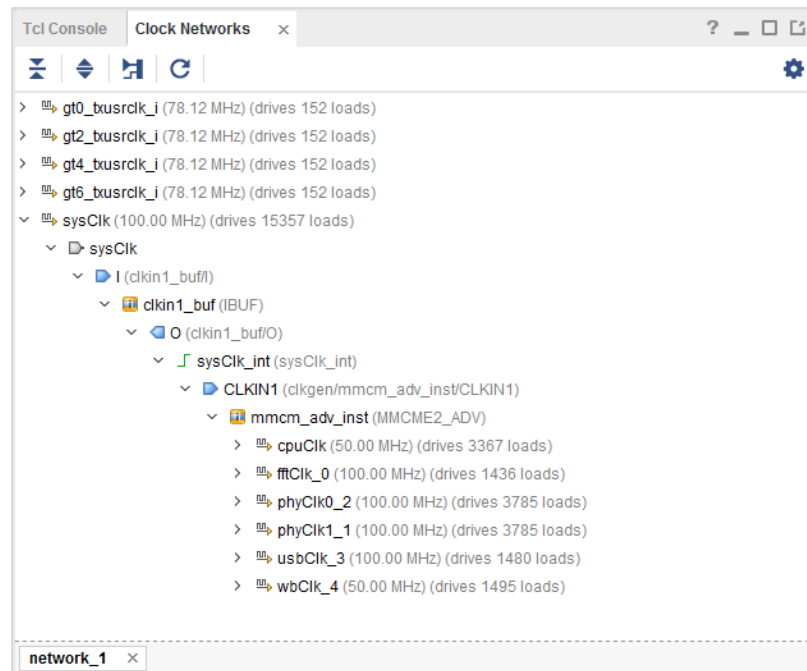 Tcl Console Clock Networks × ?
gt0_txusrclk_i (78.12 MHz) (drives 152 loads)
gt2_txusrclk_i (78.12 MHz) (drives 152 loads)
gt4_txusrclk_i (78.12 MHz) (drives 152 loads)
gt6_txusrclk_i (78.12 MHz) (drives 152 loads)
sysClk (100.00 MHz) (drives 15357 loads)
sysClk
I (clkin1_buf/I)
clkin1_buf (IBUF)
O (clkin1_buf/O)
sysClk_int (sysClk_int)
CLKIN1 (clkgen/mmcm_adv_inst/CLKIN1)
mmcm_adv_inst (MMCME2_ADV)
cpuClk (50.00 MHz) (drives 3367 loads)
fftClk_0 (100.00 MHz) (drives 1436 loads)
phyClk0_2 (100.00 MHz) (drives 3785 loads)
phyClk1_1 (100.00 MHz) (drives 3785 loads)
usbClk_3 (100.00 MHz) (drives 1480 loads)
wbClk_4 (50.00 MHz) (drives 1495 loads)
network_1 ×